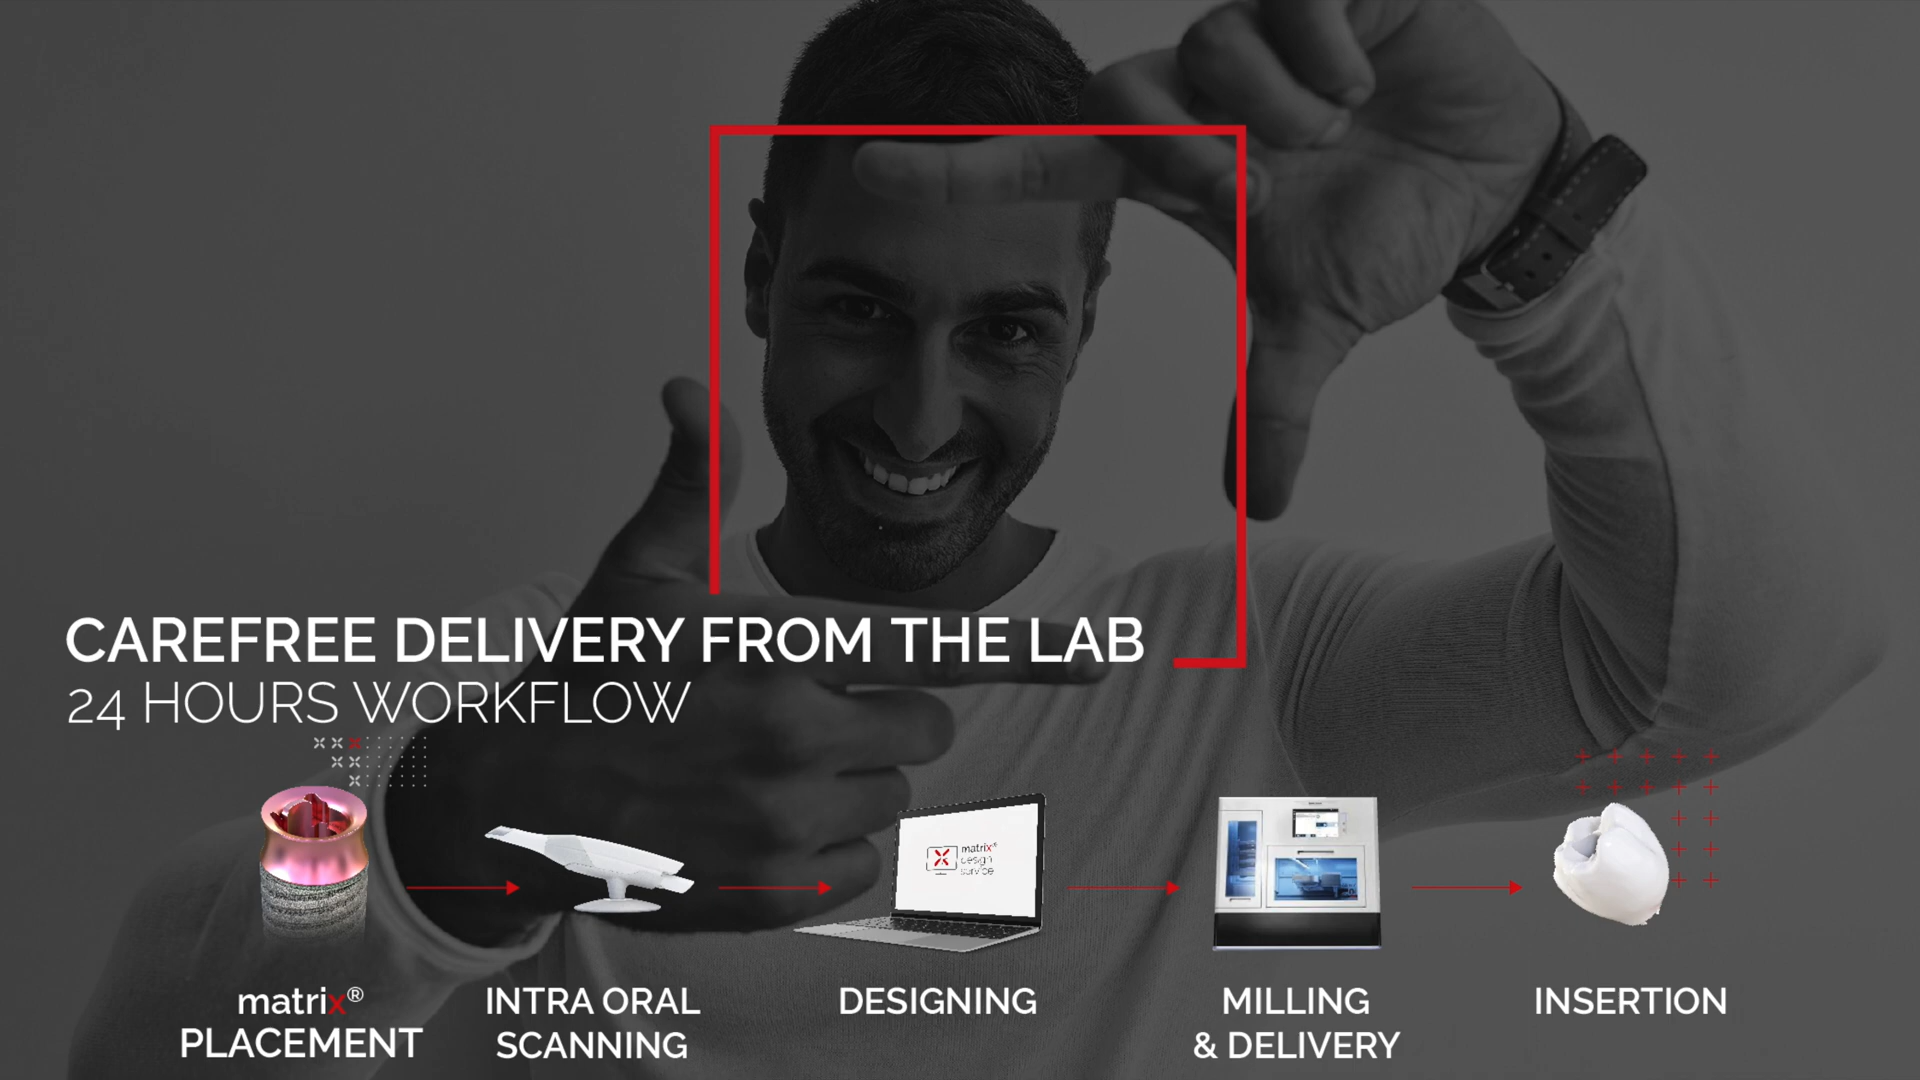 CAREFREE DELIVERY FROM THE LAB
24 HOURS WORKFLOW
matrix®
design
service
matrix®
PLACEMENT
INTRA ORAL
SCANNING
DESIGNING
MILLING
& DELIVERY
INSERTION